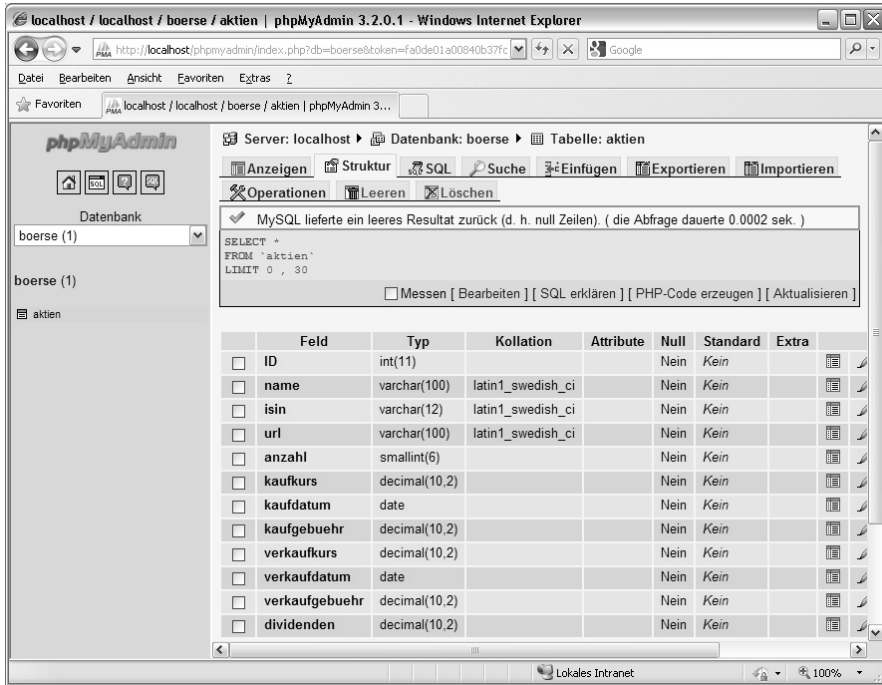 localhost / localhost / boerse / aktien | phpMyAdmin 3.2.0.1 - Windows Internet Explorer
http://localhost/phpmyadmin/index.php?db=boerse&token=fa0de01a00840b37fc
Google
Datei Bearbeiten Ansicht Favoriten Extras ?
Favoriten
localhost / localhost / boerse / aktien | phpMyAdmin 3...
phpMyAdmin
Datenbank
boerse (1)
boerse (1)
aktien
Server: localhost Datenbank: boerse Tabelle: aktien
Anzeigen Struktur SQL Suche Einfügen Exportieren Importieren
Operationen Leeren Löschen
MySQL lieferte ein leeres Resultat zurück (d. h. null Zeilen). ( die Abfrage dauerte 0.0002 sek. )
SELECT *
FROM `aktien`
LIMIT 0 , 30
Messen [ Bearbeiten ] [ SQL erklären ] [ PHP-Code erzeugen ] [ Aktualisieren ]
Feld Typ Kollation Attribute Null Standard Extra
ID int(11) Nein Kein
name varchar(100) latin1_swedish_ci Nein Kein
isin varchar(12) latin1_swedish_ci Nein Kein
url varchar(100) latin1_swedish_ci Nein Kein
anzahl smallint(6) Nein Kein
kaufkurs decimal(10,2) Nein Kein
kaufdatum date Nein Kein
kaufgebuehr decimal(10,2) Nein Kein
verkaufkurs decimal(10,2) Nein Kein
verkaufdatum date Nein Kein
verkaufgebuehr decimal(10,2) Nein Kein
dividenden decimal(10,2) Nein Kein
Lokales Intranet
100%